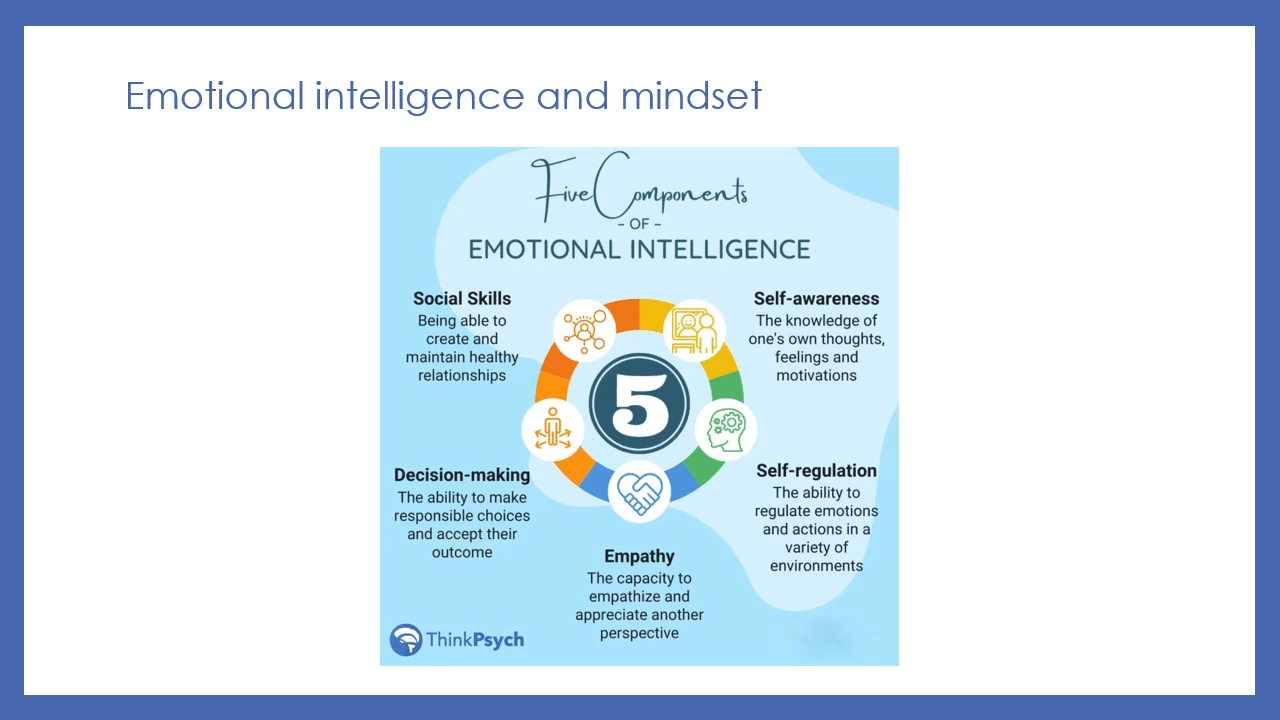 Emotional intelligence and mindset
Five Components
- OF -
EMOTIONAL INTELLIGENCE
Social Skills
Being able to
create and
maintain healthy
relationships
Self-awareness
The knowledge of
one's own thoughts,
feelings and
motivations
5
Decision-making
The ability to make
responsible choices
and accept their
outcome
Self-regulation
The ability to
regulate emotions
and actions in a
variety of
environments
Empathy
The capacity to
empathize and
appreciate another
perspective
ThinkPsych